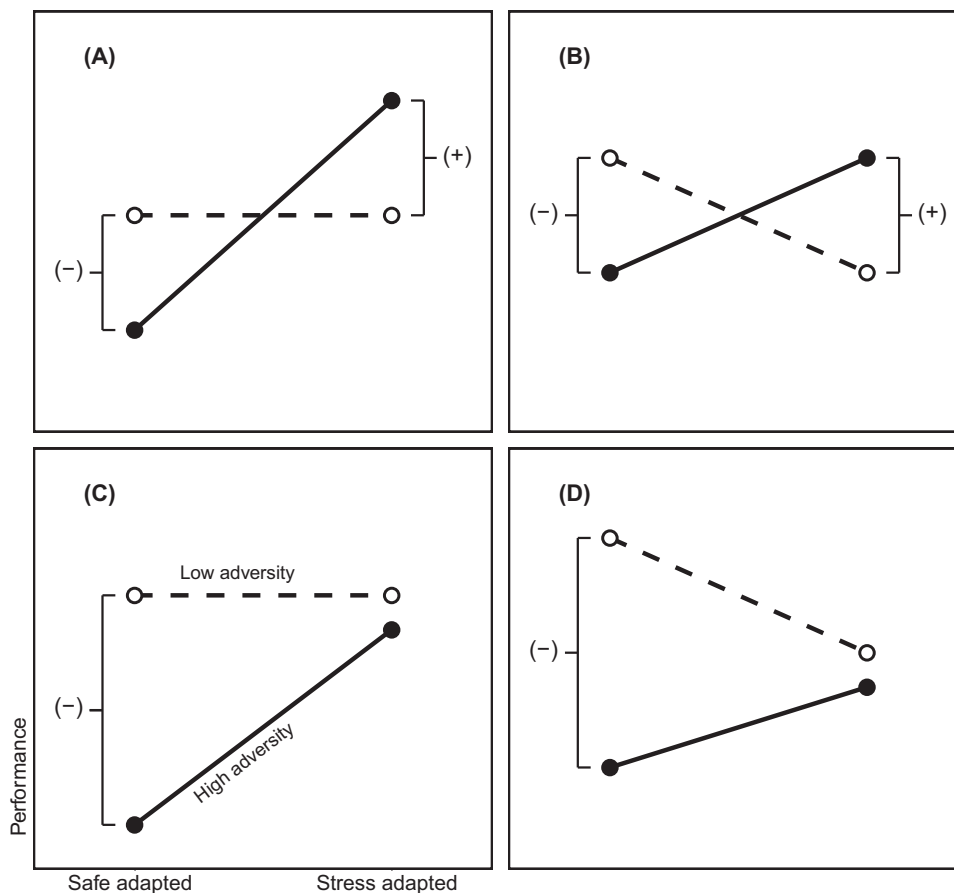 (A)
(+)
(−)
(B)
(−)
(+)
(C)
Low adversity
(−)
High adversity
Performance
Safe adapted
Stress adapted
(D)
(−)